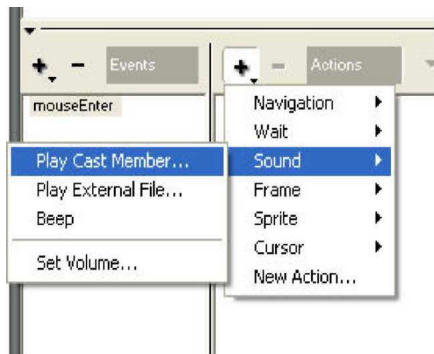 Events
Actions
mouseEnter
Navigation
Wait
Sound
Frame
Sprite
Cursor
New Action...
Play Cast Member...
Play External File...
Beep
Set Volume...